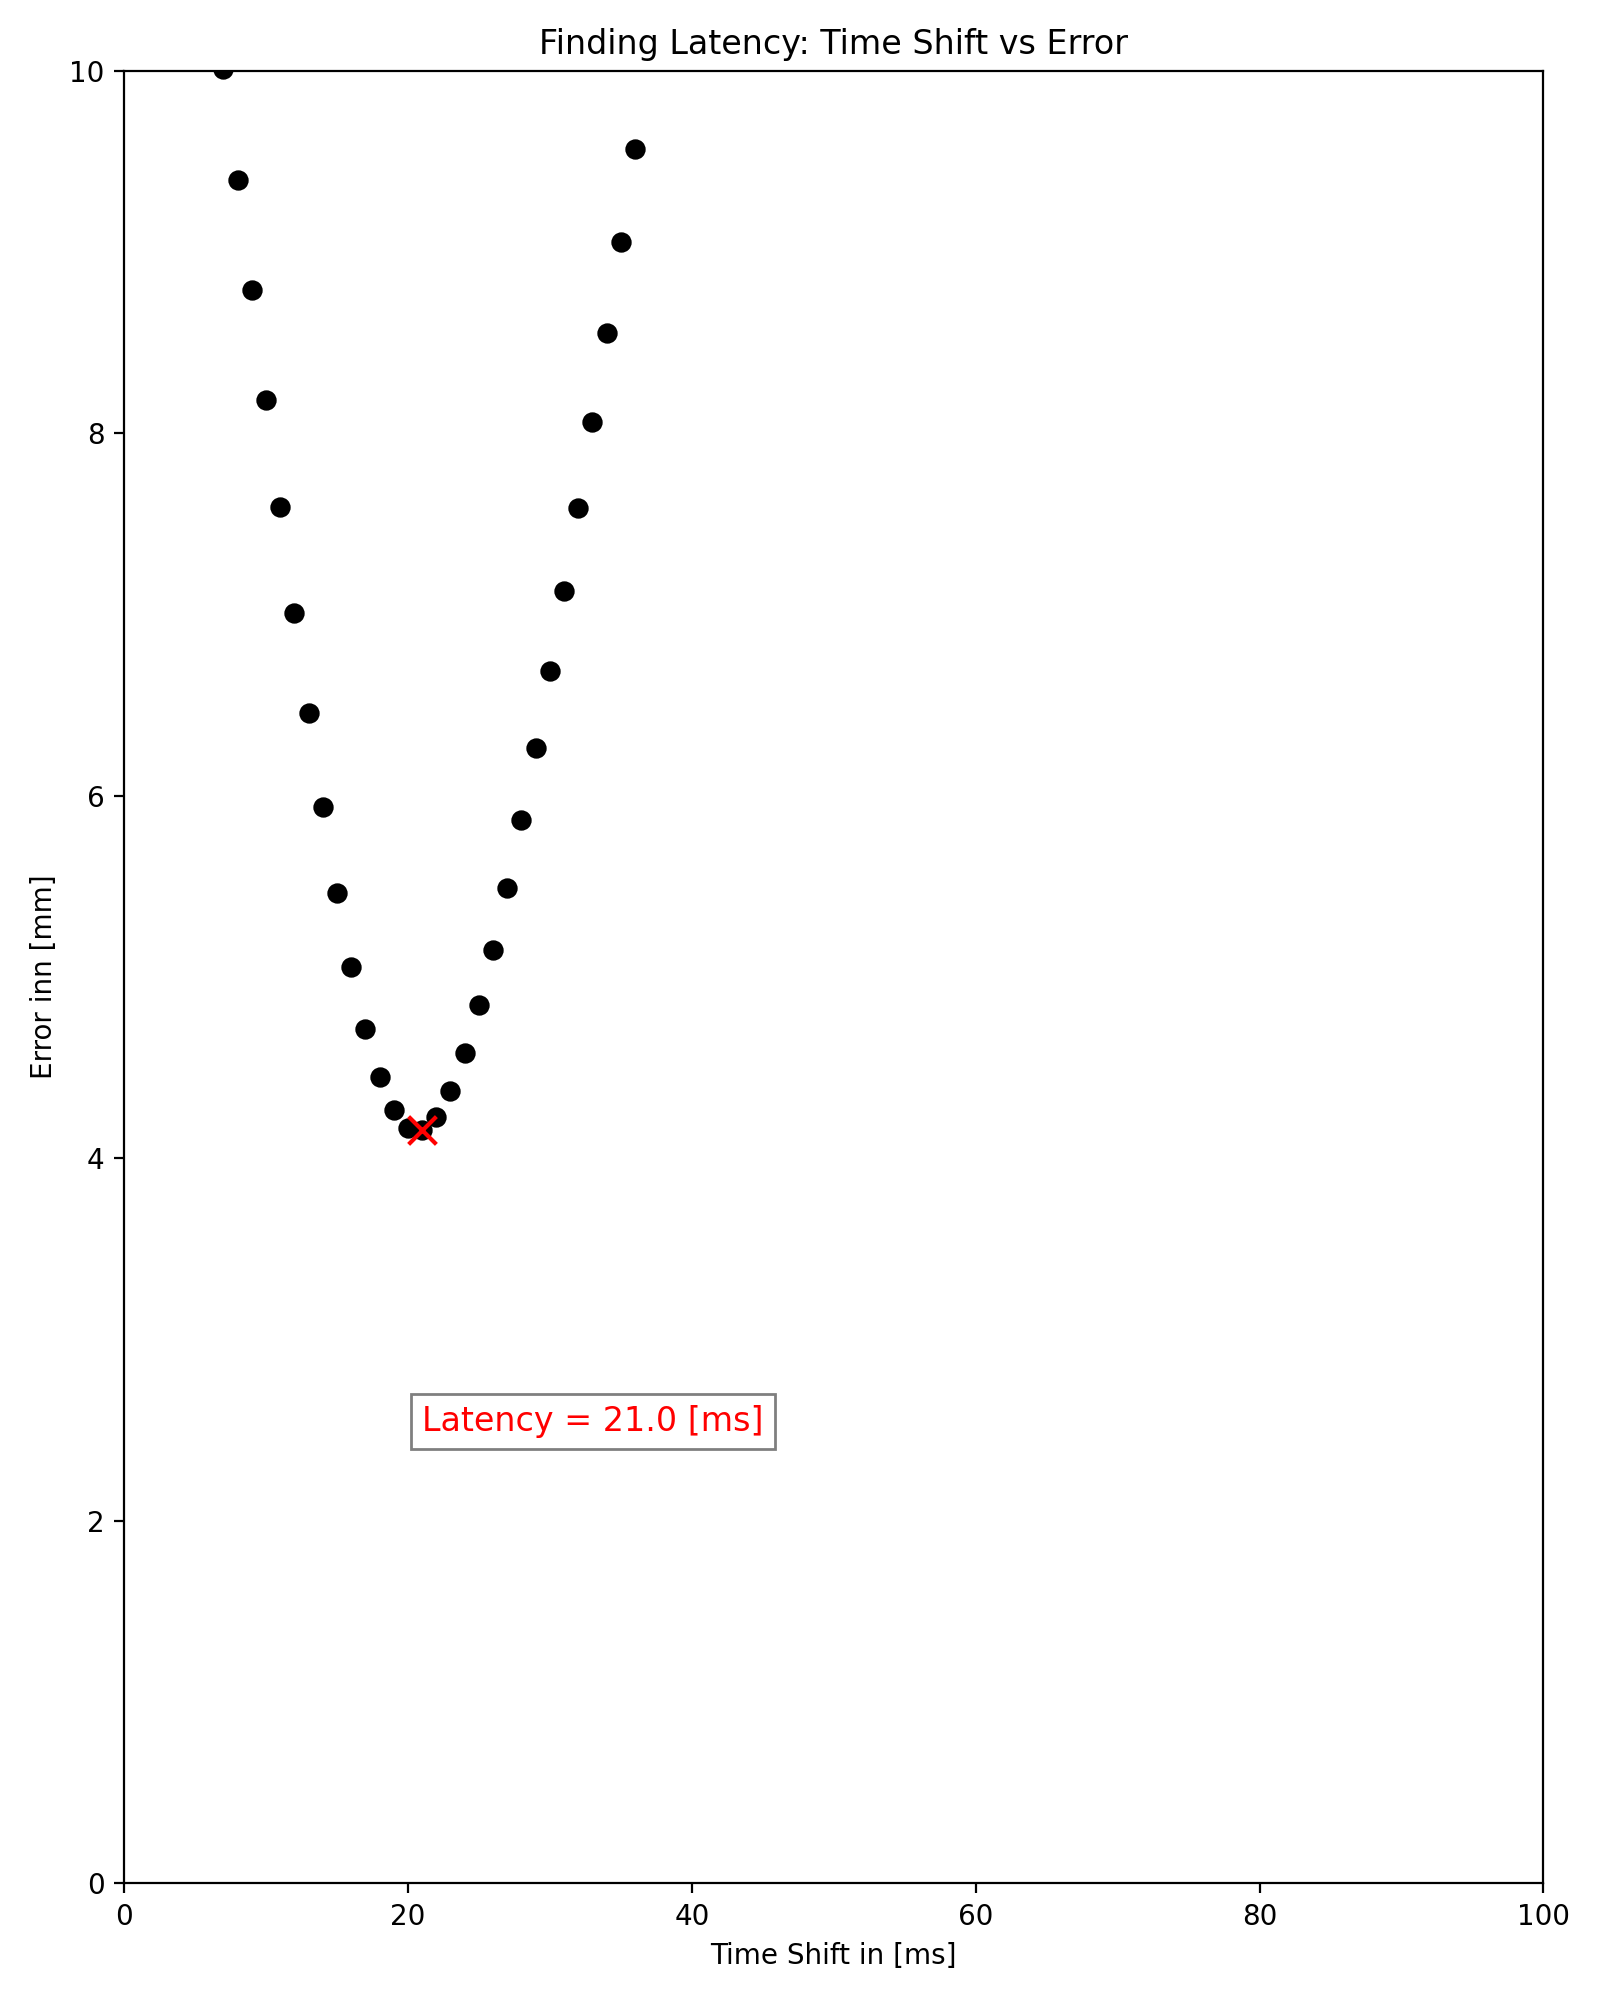 Finding Latency: Time Shift vs Error
10
8
6
4
2
0
Error inn [mm]
Latency = 21.0 [ms]
0 20 40 60 80 100
Time Shift in [ms]